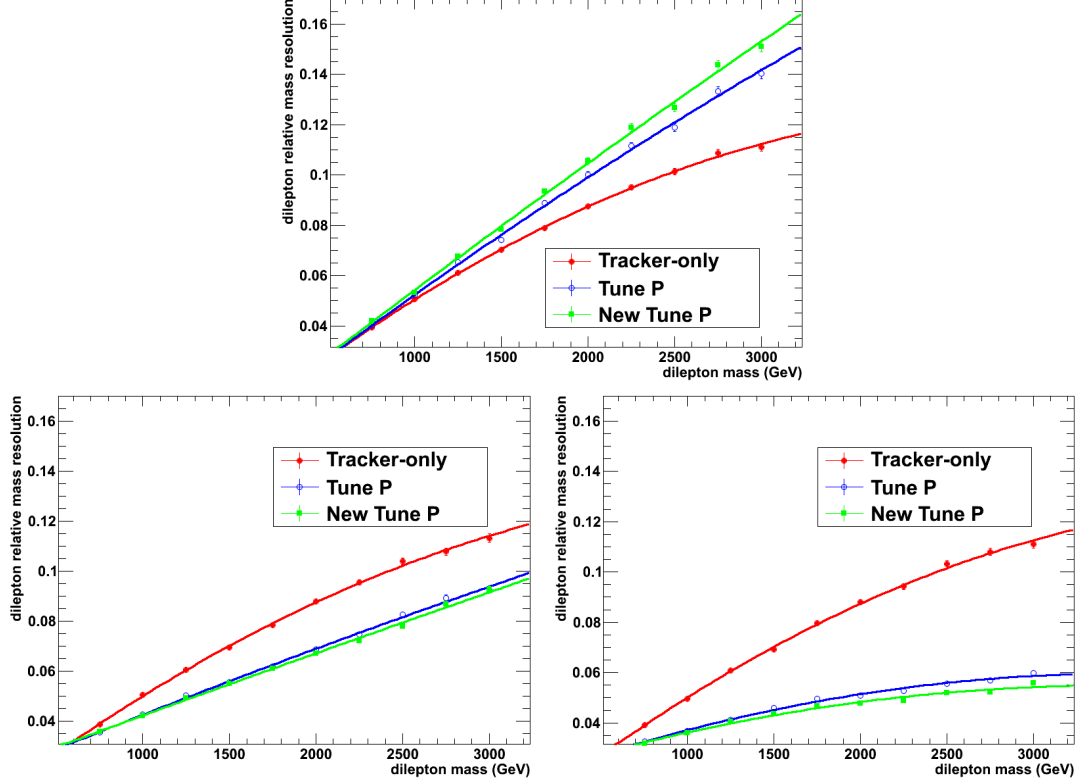 dilepton relative mass resolution
0.16
0.14
0.12
0.1
0.08
0.06
0.04
Tracker-only
Tune P
New Tune P
1000 1500 2000 2500 3000
dilepton mass (GeV)
dilepton relative mass resolution
0.16
0.14
0.12
0.1
0.08
0.06
0.04
Tracker-only
Tune P
New Tune P
1000 1500 2000 2500 3000
dilepton mass (GeV)
dilepton relative mass resolution
0.16
0.14
0.12
0.1
0.08
0.06
0.04
Tracker-only
Tune P
New Tune P
1000 1500 2000 2500 3000
dilepton mass (GeV)